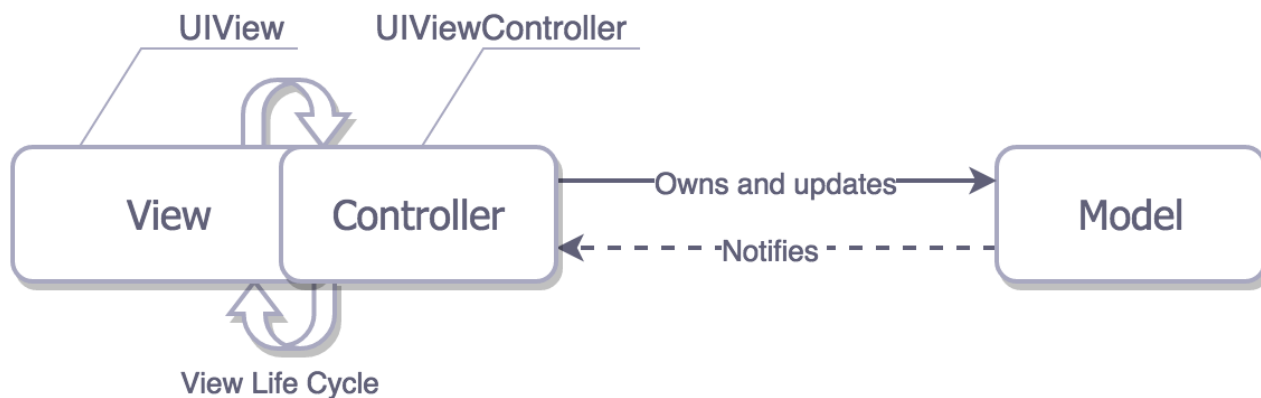 UIView
UIViewController
View
Controller
Owns and updates
Model
Notifies
View Life Cycle